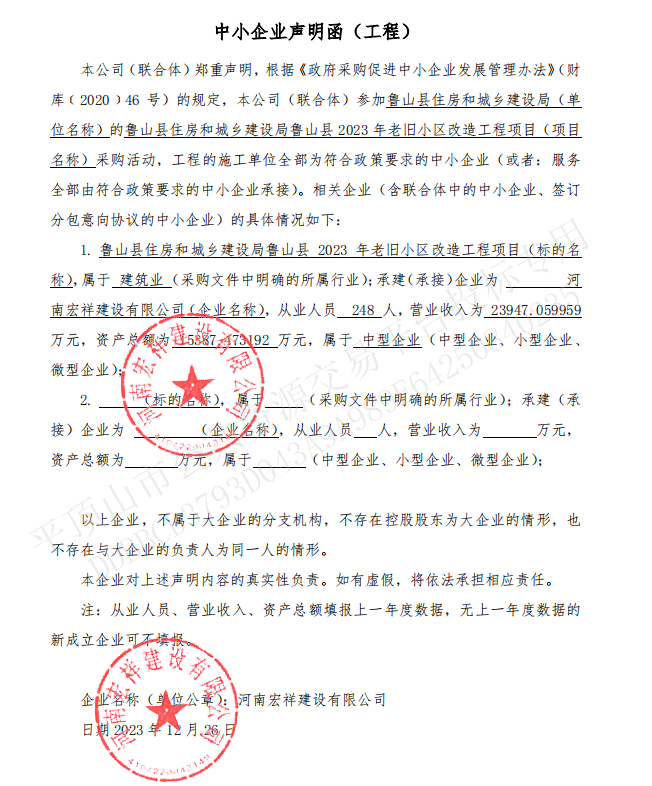 中小企业声明函（工程）
本公司（联合体）郑重声明，根据《政府采购促进中小企业发展管理办法》（财
库﹝2020﹞46 号）的规定，本公司（联合体）参加鲁山县住房和城乡建设局（单
位名称）的鲁山县住房和城乡建设局鲁山县 2023 年老旧小区改造工程项目（项目
名称）采购活动，工程的施工单位全部为符合政策要求的中小企业（或者：服务
全部由符合政策要求的中小企业承接）。相关企业（含联合体中的中小企业、签订
分包意向协议的中小企业）的具体情况如下：
1. 鲁山县住房和城乡建设局鲁山县 2023 年老旧小区改造工程项目（标的名
称），属于 建筑业（采购文件中明确的所属行业）；承建（承接）企业为 河
南宏祥建设有限公司（企业名称），从业人员 248 人，营业收入为 23947.059959
万元，资产总额为 15387.473192 万元，属于 中型企业（中型企业、小型企业、
微型企业）；
2. （标的名称），属于 （采购文件中明确的所属行业）；承建（承
接）企业为 （企业名称），从业人员 人，营业收入为 万元，
资产总额为 万元，属于 （中型企业、小型企业、微型企业）；
以上企业，不属于大企业的分支机构，不存在控股股东为大企业的情形，也
不存在与大企业的负责人为同一人的情形。
本企业对上述声明内容的真实性负责。如有虚假，将依法承担相应责任。
注：从业人员、营业收入、资产总额填报上一年度数据，无上一年度数据的
新成立企业可不填报。
企业名称（单位公章）：河南宏祥建设有限公司
日期 2023 年 12 月 26 日
河南宏祥建设有限公司
河南宏祥建设有限公司
4104220042149